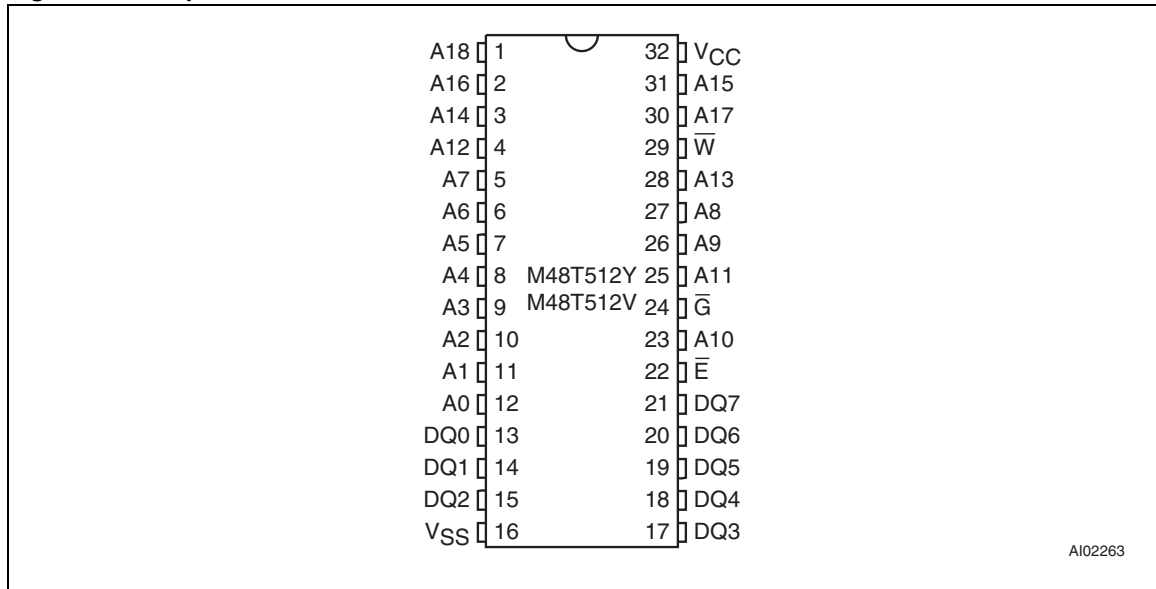 A18 1 32 VCC
A16 2 31 A15
A14 3 30 A17
A12 4 29 W̅
A7 5 28 A13
A6 6 27 A8
A5 7 26 A9
A4 8 M48T512Y 25 A11
A3 9 M48T512V 24 G̅
A2 10 23 A10
A1 11 22 E̅
A0 12 21 DQ7
DQ0 13 20 DQ6
DQ1 14 19 DQ5
DQ2 15 18 DQ4
VSS 16 17 DQ3
AI02263